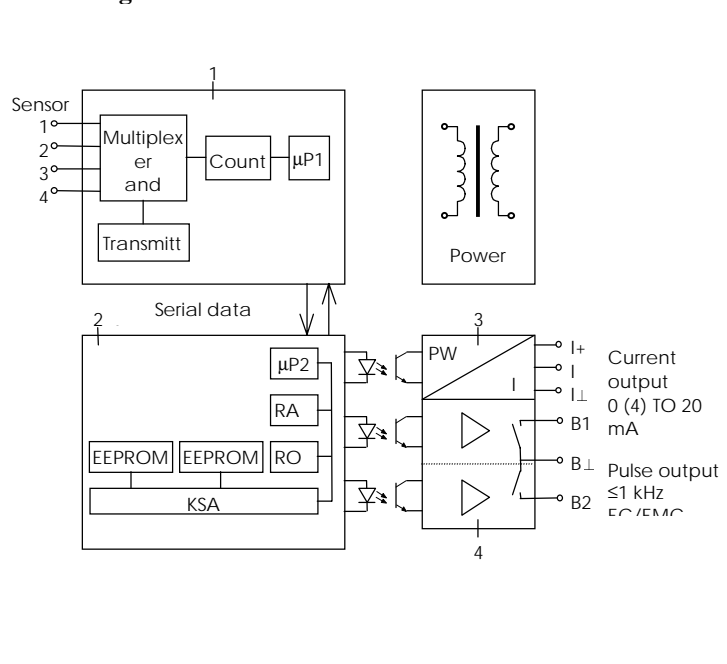 1
Sensor
1
2
3
4
Multiplex
er
and
Count
µP1
Transmitt
Power
Serial data
2
3
µP2
RA
EEPROM
EEPROM
RO
KSA
PW
I
I+
I
I⊥
Current
output
0 (4) TO 20
mA
B1
B⊥
B2
Pulse output
≤1 kHz
4